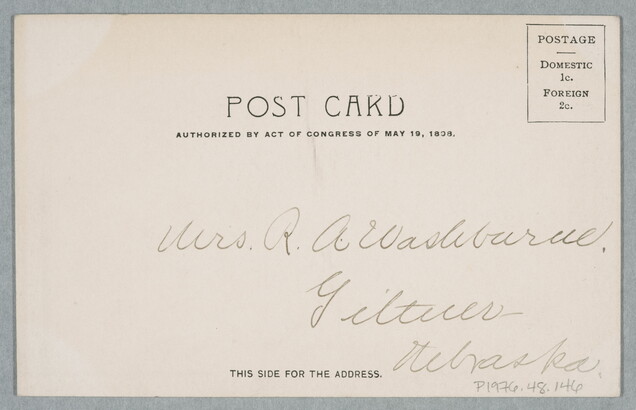 POSTAGE
DOMESTIC
1c.
FOREIGN
2c.
POST CARD
AUTHORIZED BY ACT OF CONGRESS OF MAY 19, 1898.
Mrs. R. A. Washburne.
Giltner
Nebraska.
THIS SIDE FOR THE ADDRESS.
P1976.48.146